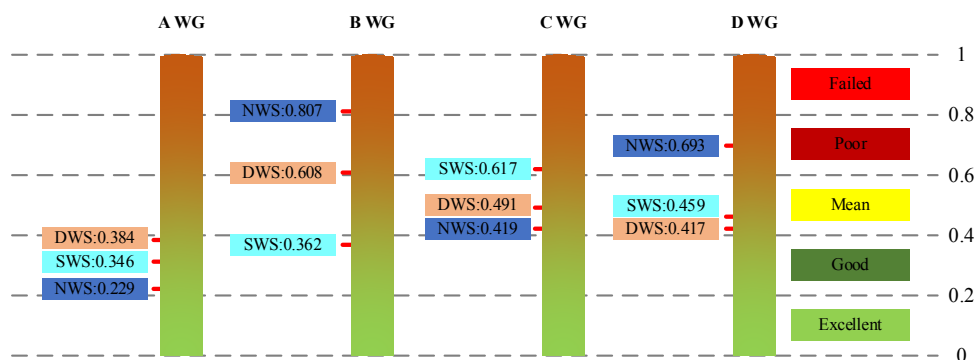 A WG
B WG
C WG
D WG
1
Failed
0.8
NWS:0.807
NWS:0.693
Poor
DWS:0.608
SWS:0.617
0.6
DWS:0.491
SWS:0.459
Mean
NWS:0.419
DWS:0.417
0.4
DWS:0.384
SWS:0.362
SWS:0.346
Good
NWS:0.229
0.2
Excellent
0